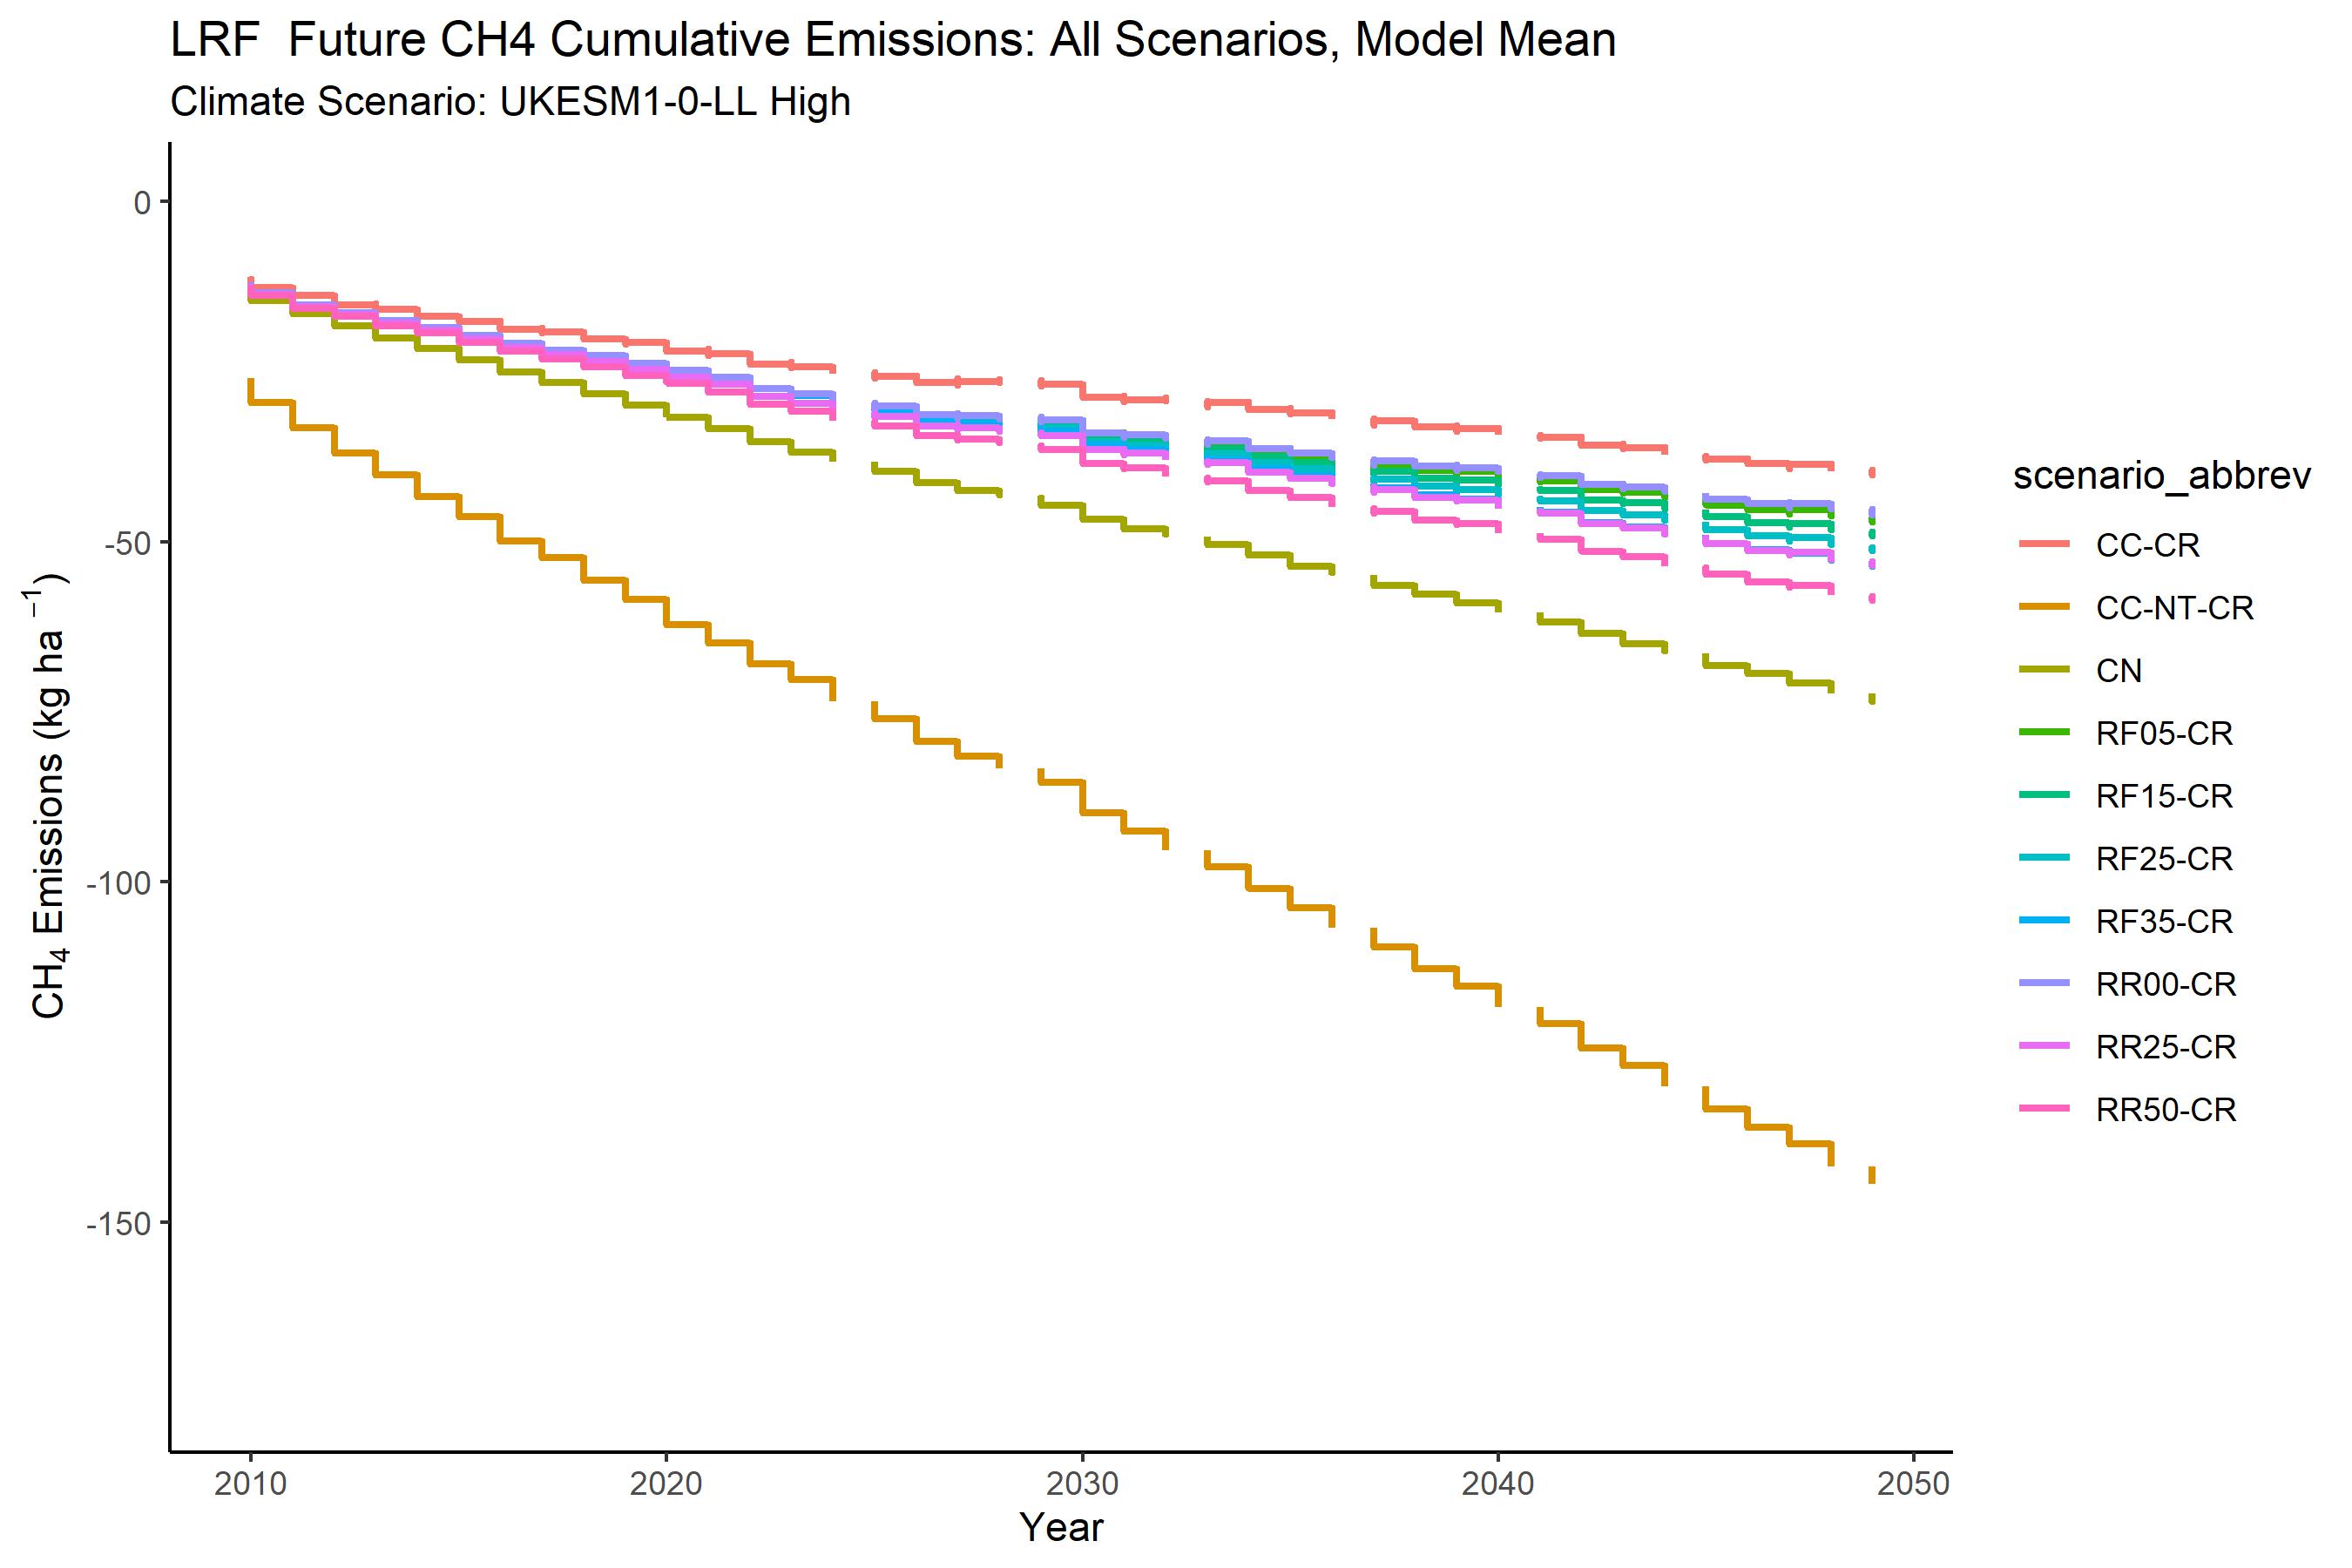 LRF  Future CH4 Cumulative Emissions: All Scenarios, Model Mean
Climate Scenario: UKESM1-0-LL High
CH₄ Emissions (kg ha ⁻¹)
0
-50
-100
-150
2010
2020
2030
2040
2050
Year
scenario_abbrev
CC-CR
CC-NT-CR
CN
RF05-CR
RF15-CR
RF25-CR
RF35-CR
RR00-CR
RR25-CR
RR50-CR